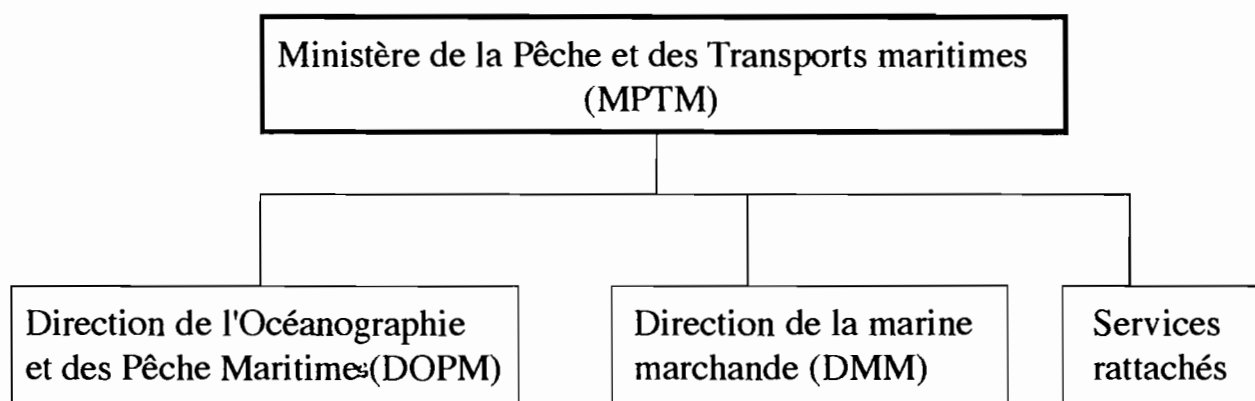 Ministère de la Pêche et des Transports maritimes
(MPTM)
Direction de l'Océanographie
et des Pêche Maritimes(DOPM)
Direction de la marine
marchande (DMM)
Services
rattachés